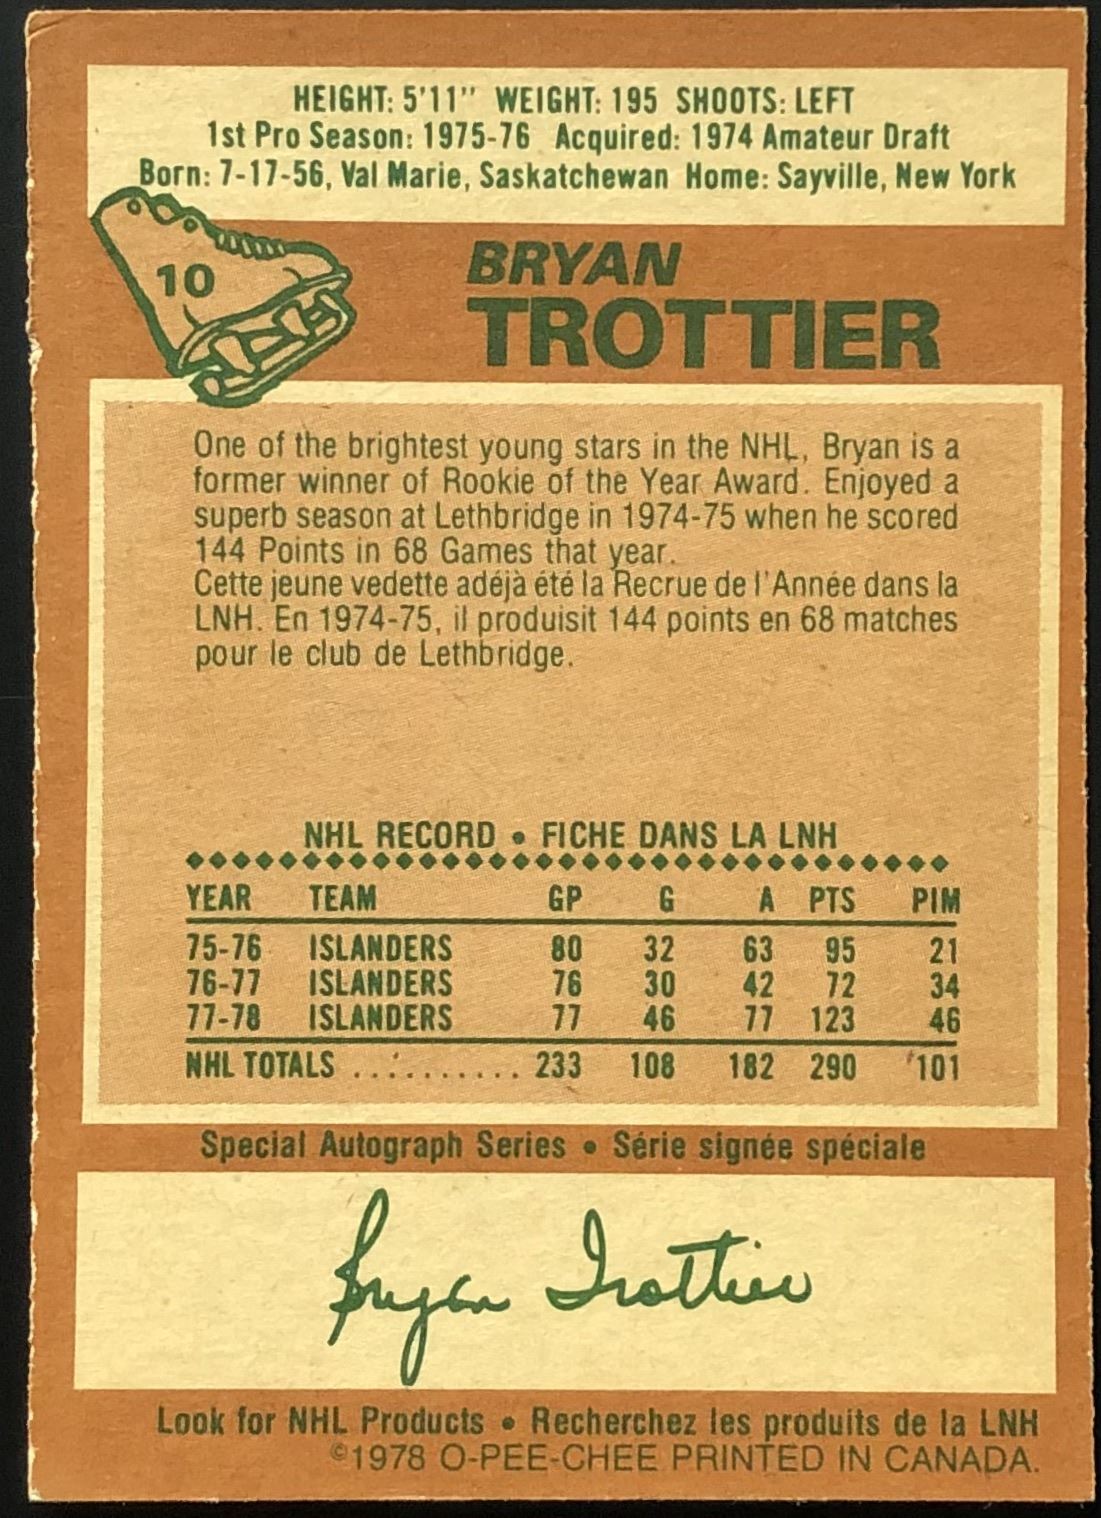 HEIGHT: 5'11" WEIGHT: 195 SHOOTS: LEFT
1st Pro Season: 1975-76 Acquired: 1974 Amateur Draft
Born: 7-17-56, Val Marie, Saskatchewan Home: Sayville, New York
10
BRYAN
TROTTIER
One of the brightest young stars in the NHL, Bryan is a
former winner of Rookie of the Year Award. Enjoyed a
superb season at Lethbridge in 1974-75 when he scored
144 Points in 68 Games that year.
Cette jeune vedette adéjà été la Recrue de l'Année dans la
LNH. En 1974-75, il produisit 144 points en 68 matches
pour le club de Lethbridge.
NHL RECORD • FICHE DANS LA LNH
YEAR TEAM GP G A PTS PIM
75-76 ISLANDERS 80 32 63 95 21
76-77 ISLANDERS 76 30 42 72 34
77-78 ISLANDERS 77 46 77 123 46
NHL TOTALS .......... 233 108 182 290 101
Special Autograph Series • Série signée spéciale
Bryan Trottier
Look for NHL Products • Recherchez les produits de la LNH
©1978 O-PEE-CHEE PRINTED IN CANADA.